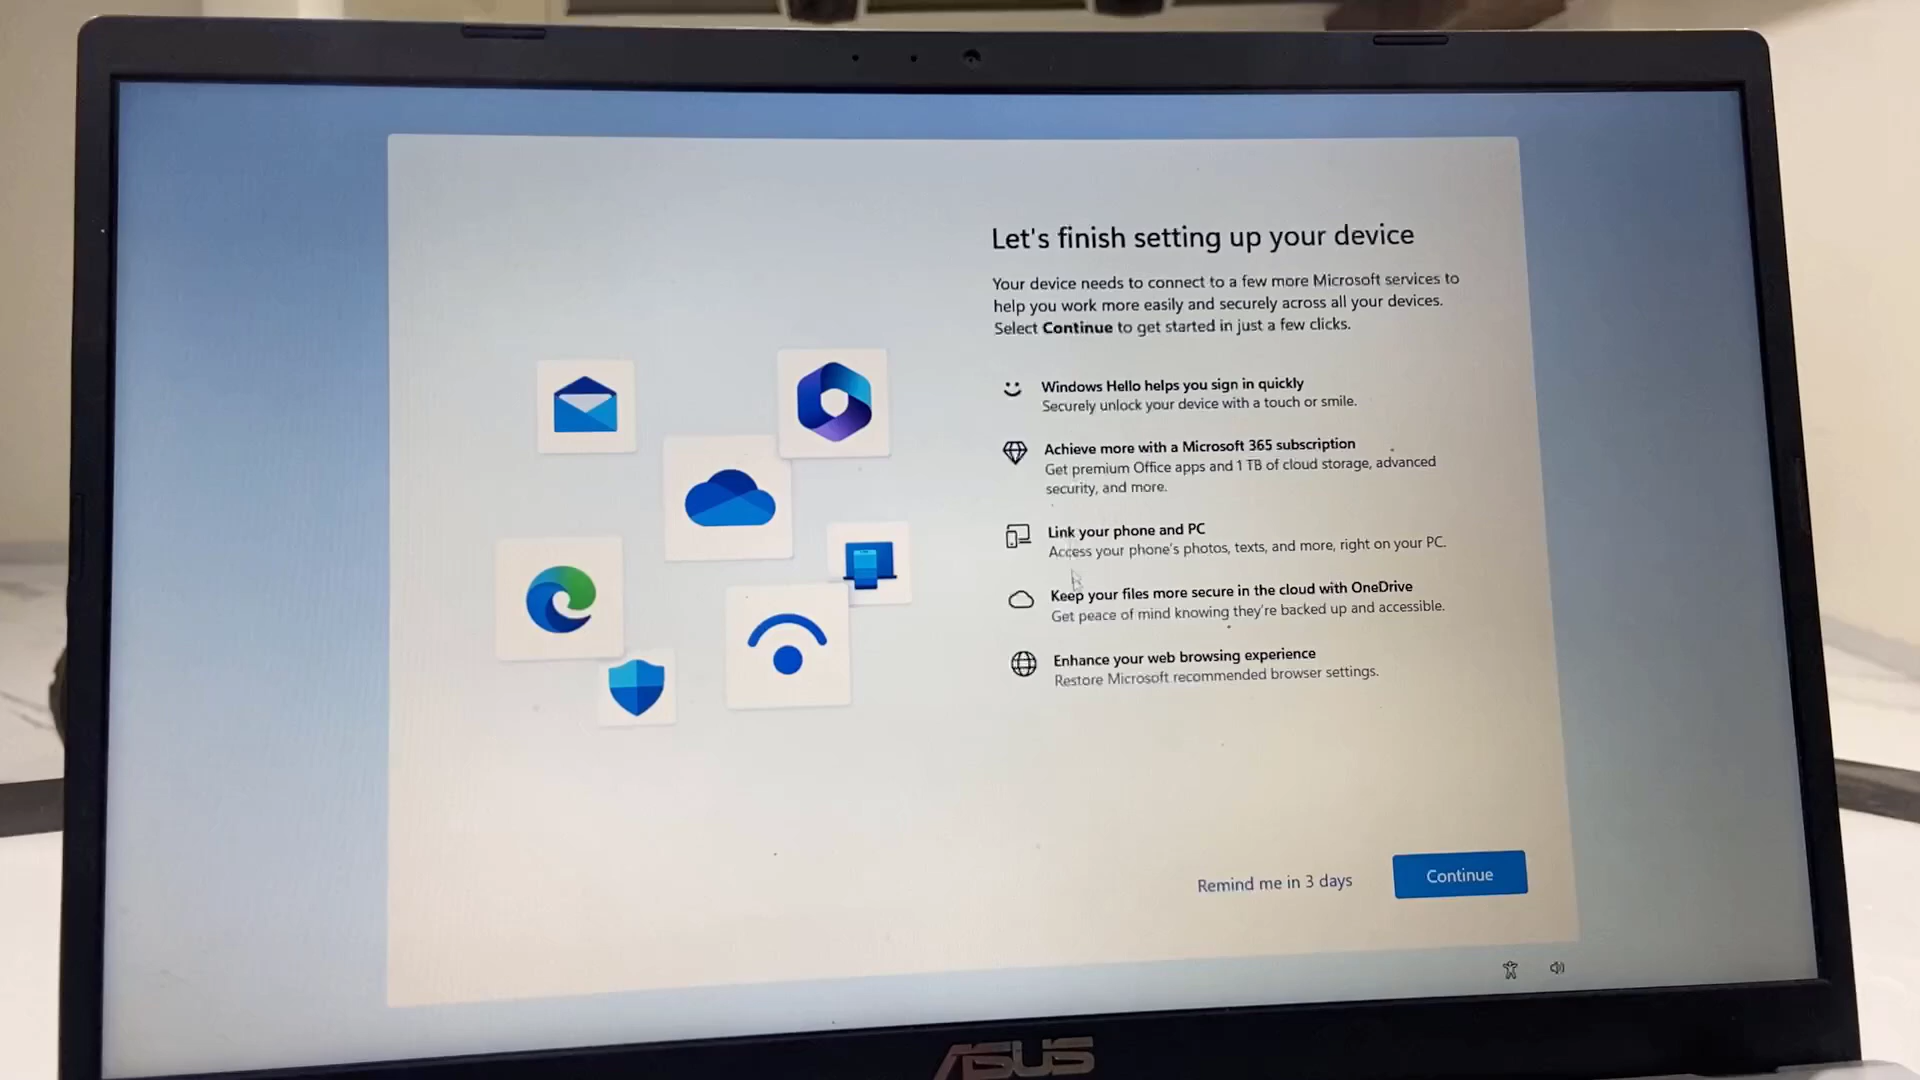 Let's finish setting up your device
Your device needs to connect to a few more Microsoft services to
help you work more easily and securely across all your devices.
Select Continue to get started in just a few clicks.
Windows Hello helps you sign in quickly
Securely unlock your device with a touch or smile.
Achieve more with a Microsoft 365 subscription
Get premium Office apps and 1 TB of cloud storage, advanced
security, and more.
Link your phone and PC
Access your phone's photos, texts, and more, right on your PC.
Keep your files more secure in the cloud with OneDrive
Get peace of mind knowing they're backed up and accessible.
Enhance your web browsing experience
Restore Microsoft recommended browser settings.
Remind me in 3 days
Continue
ASUS